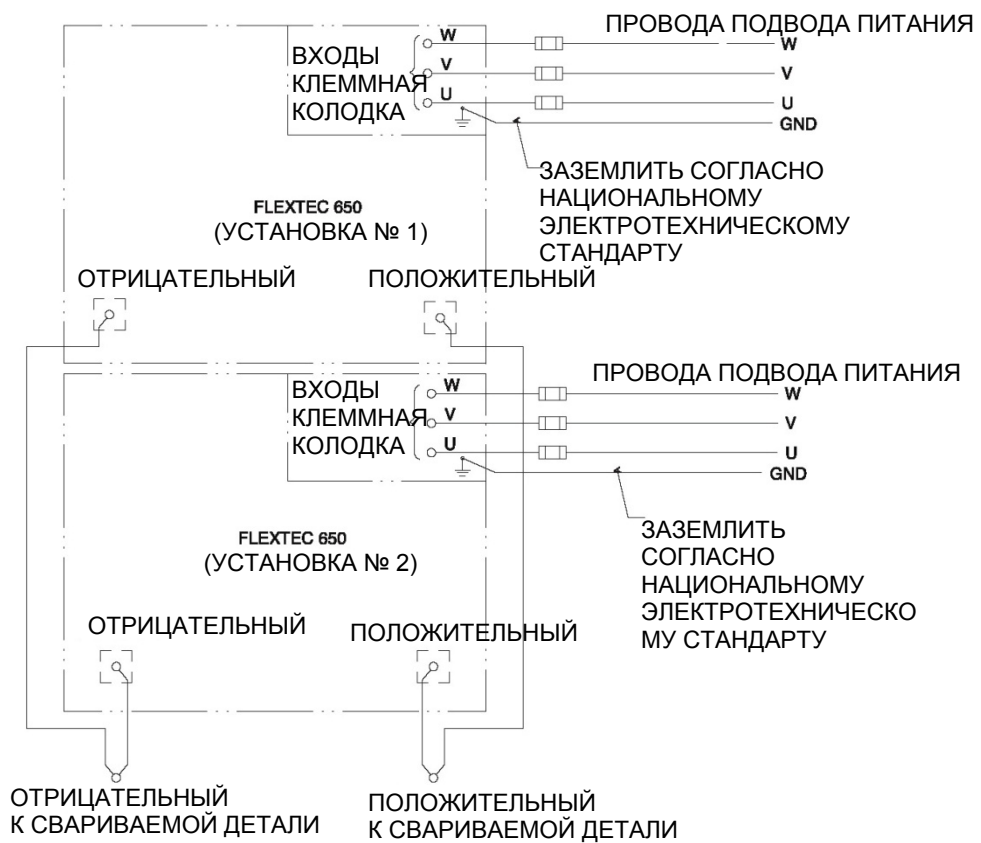 ПРОВОДА ПОДВОДА ПИТАНИЯ
ВХОДЫ
КЛЕММНАЯ
КОЛОДКА
W
V
U
W
V
U
GND
ЗАЗЕМЛИТЬ СОГЛАСНО
НАЦИОНАЛЬНОМУ
ЭЛЕКТРОТЕХНИЧЕСКОМУ
СТАНДАРТУ
FLEXTEC 650
(УСТАНОВКА № 1)
ОТРИЦАТЕЛЬНЫЙ
ПОЛОЖИТЕЛЬНЫЙ
ПРОВОДА ПОДВОДА ПИТАНИЯ
ВХОДЫ
КЛЕММНАЯ
КОЛОДКА
W
V
U
W
V
U
GND
ЗАЗЕМЛИТЬ
СОГЛАСНО
НАЦИОНАЛЬНОМУ
ЭЛЕКТРОТЕХНИЧЕСКО
МУ СТАНДАРТУ
FLEXTEC 650
(УСТАНОВКА № 2)
ОТРИЦАТЕЛЬНЫЙ
ПОЛОЖИТЕЛЬНЫЙ
ОТРИЦАТЕЛЬНЫЙ
К СВАРИВАЕМОЙ ДЕТАЛИ
ПОЛОЖИТЕЛЬНЫЙ
К СВАРИВАЕМОЙ ДЕТАЛИ